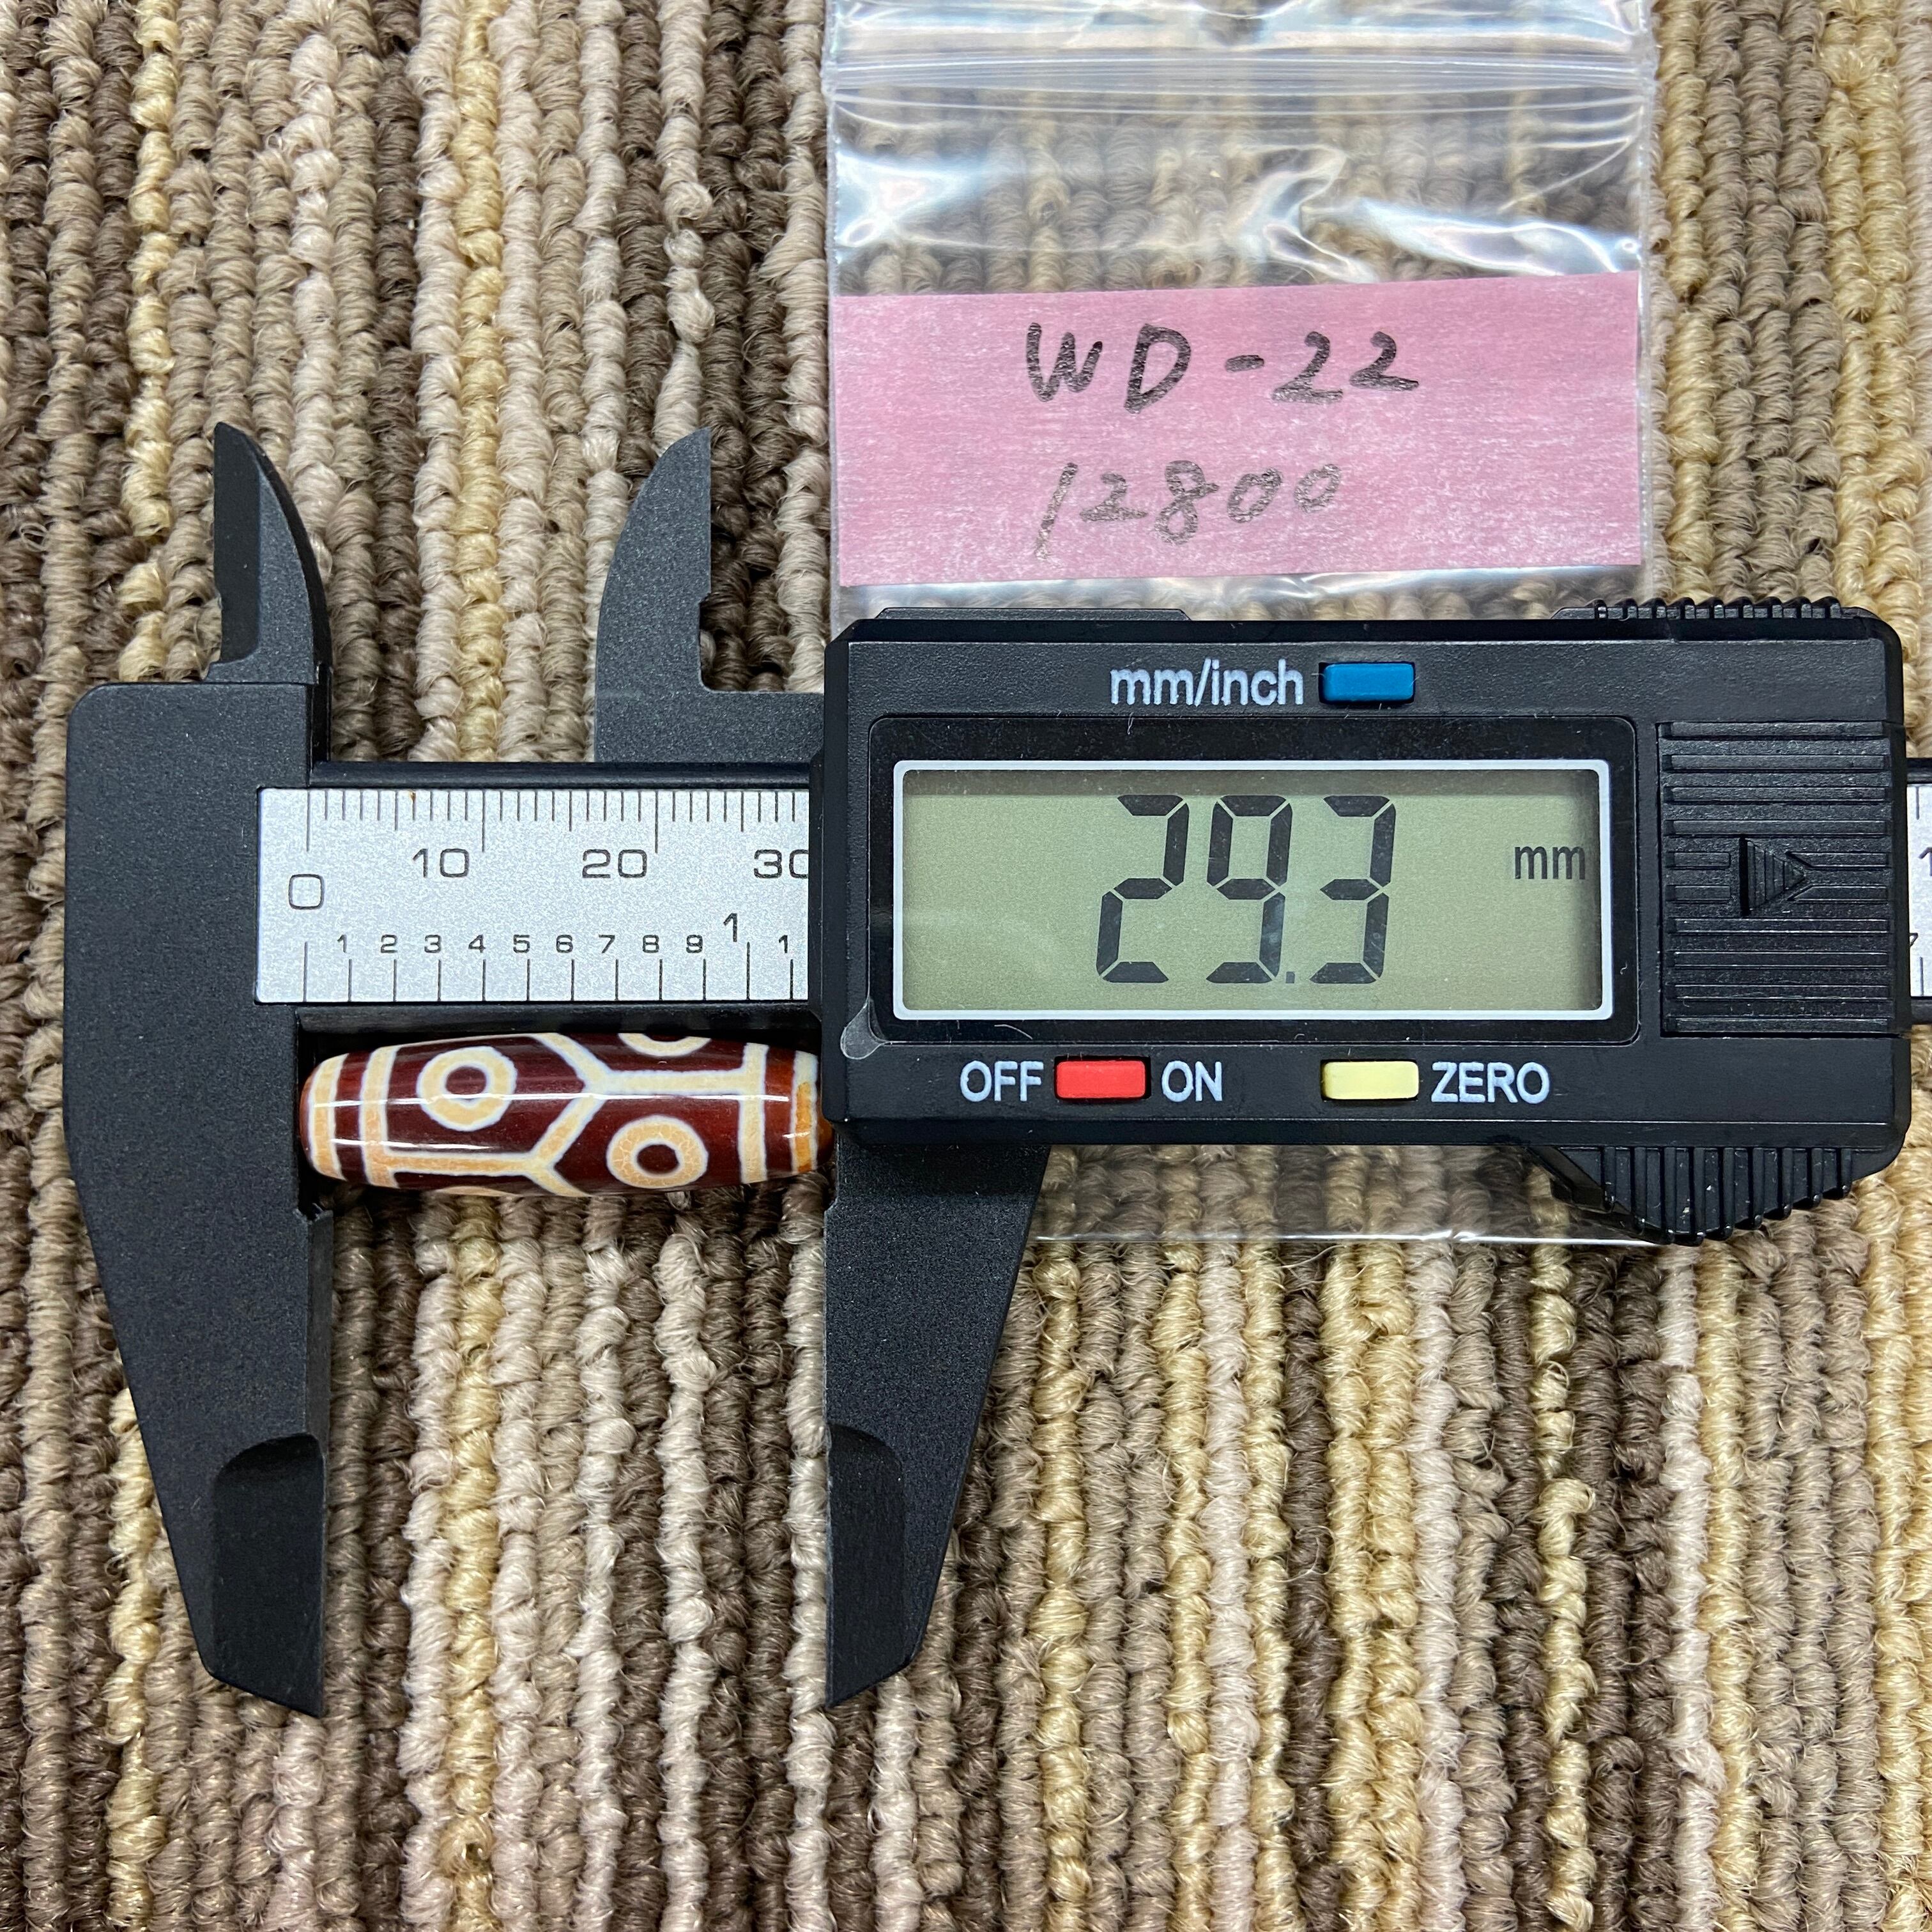 WD-22
12800
mm/inch
0 10 20 30
1 2 3 4 5 6 7 8 9 1 1
29.3 mm
OFF ON ZERO